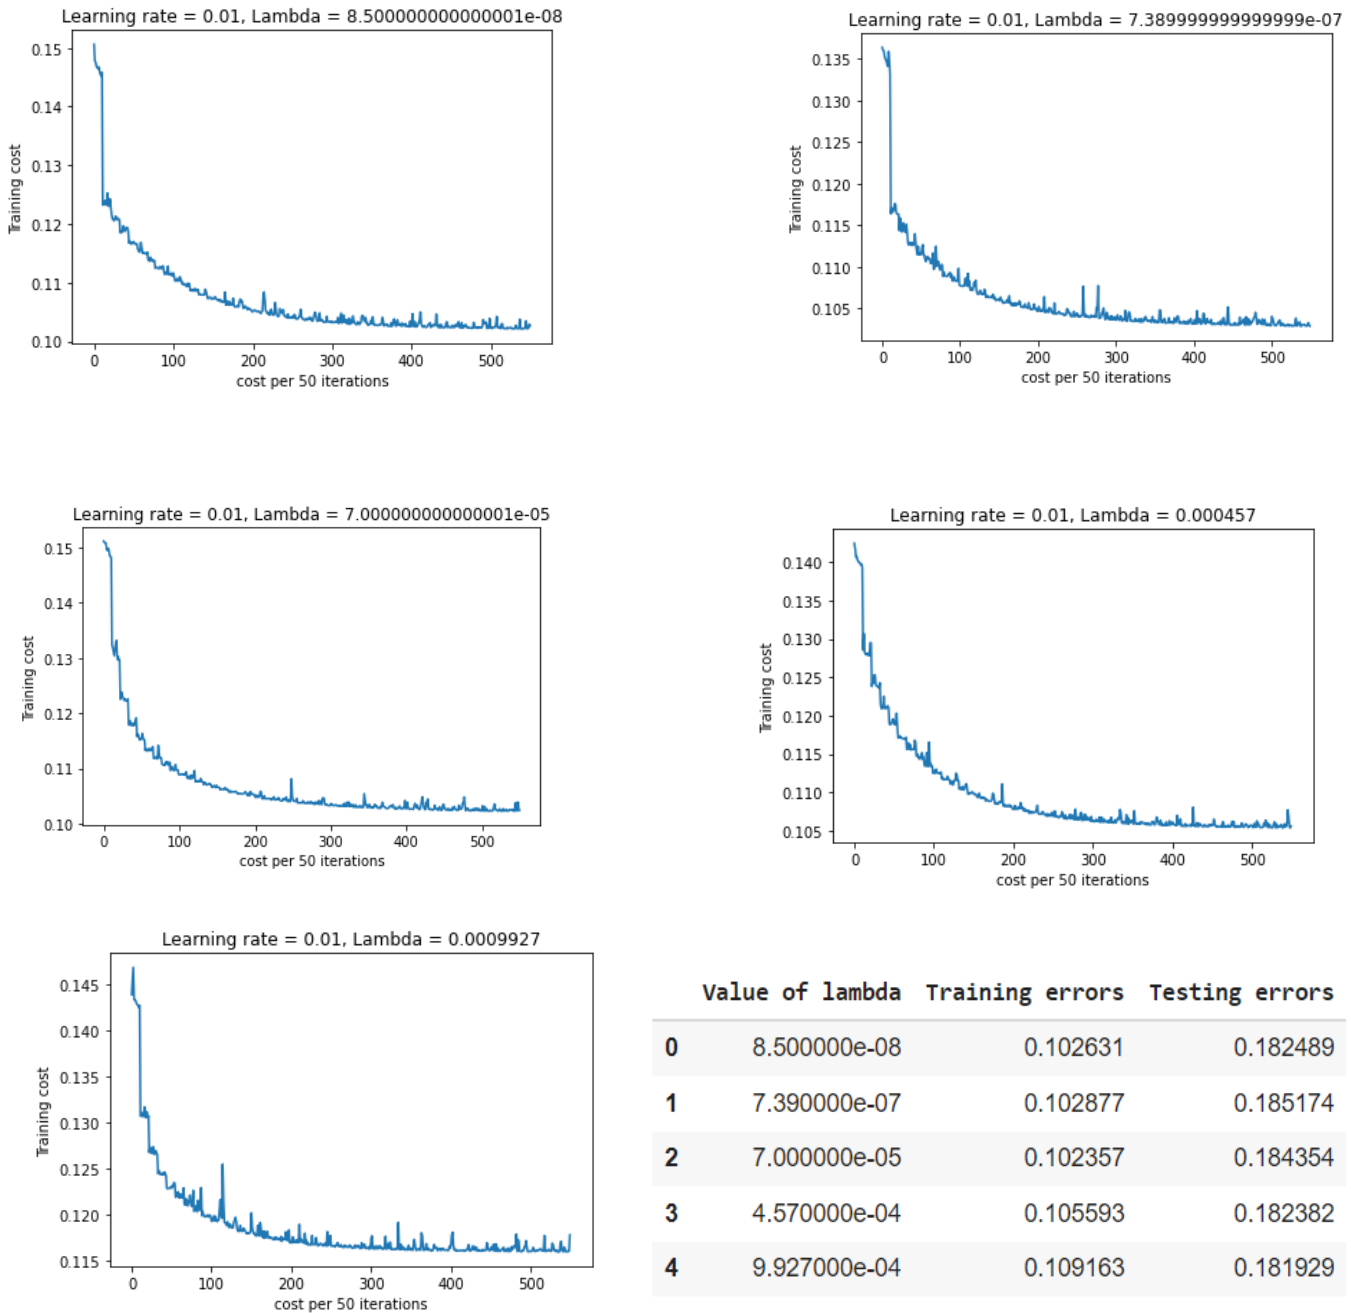 Learning rate = 0.01, Lambda = 8.500000000000001e-08
0.15
0.14
0.13
0.12
0.11
0.10
Training cost
0 100 200 300 400 500
cost per 50 iterations
Learning rate = 0.01, Lambda = 7.389999999999999e-07
0.135
0.130
0.125
0.120
0.115
0.110
0.105
Training cost
0 100 200 300 400 500
cost per 50 iterations
Learning rate = 0.01, Lambda = 7.000000000000001e-05
0.15
0.14
0.13
0.12
0.11
0.10
Training cost
0 100 200 300 400 500
cost per 50 iterations
Learning rate = 0.01, Lambda = 0.000457
0.140
0.135
0.130
0.125
0.120
0.115
0.110
0.105
Training cost
0 100 200 300 400 500
cost per 50 iterations
Learning rate = 0.01, Lambda = 0.0009927
0.145
0.140
0.135
0.130
0.125
0.120
0.115
Training cost
0 100 200 300 400 500
cost per 50 iterations
Value of lambda Training errors Testing errors
0 8.500000e-08 0.102631 0.182489
1 7.390000e-07 0.102877 0.185174
2 7.000000e-05 0.102357 0.184354
3 4.570000e-04 0.105593 0.182382
4 9.927000e-04 0.109163 0.181929